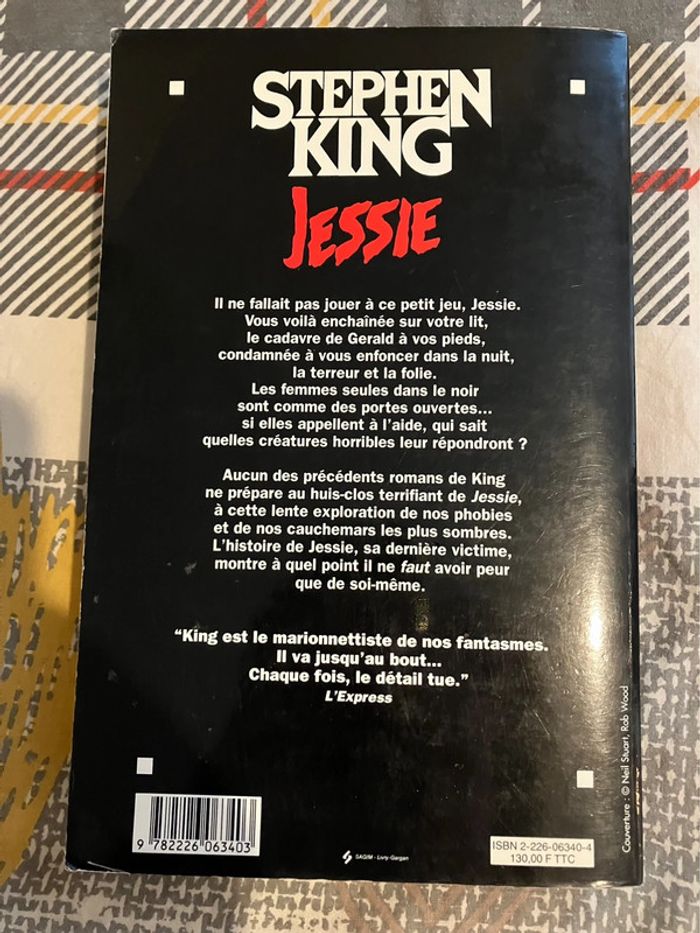 STEPHEN
KING
JESSIE
Il ne fallait pas jouer à ce petit jeu, Jessie.
Vous voilà enchaînée sur votre lit,
le cadavre de Gerald à vos pieds,
condamnée à vous enfoncer dans la nuit,
la terreur et la folie.
Les femmes seules dans le noir
sont comme des portes ouvertes...
si elles appellent à l'aide, qui sait
quelles créatures horribles leur répondront ?
Aucun des précédents romans de King
ne prépare au huis-clos terrifiant de Jessie,
à cette lente exploration de nos phobies
et de nos cauchemars les plus sombres.
L'histoire de Jessie, sa dernière victime,
montre à quel point il ne faut avoir peur
que de soi-même.
“King est le marionnettiste de nos fantasmes.
Il va jusqu'au bout...
Chaque fois, le détail tue.”
L'Express
Couverture : © Neil Stuart, Rob Wood
9 782226 063403
SAGIM - Livry-Gargan
ISBN 2-226-06340-4
130,00 F TTC